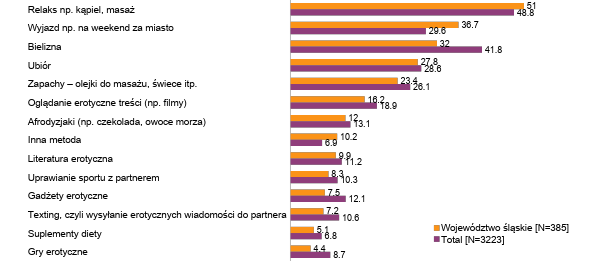 Relaks np. kąpiel, masaż 51 48.8
Wyjazd np. na weekend za miasto 36.7 29.6
Bielizna 32 41.8
Ubiór 27.8 28.6
Zapachy – olejki do masażu, świece itp. 23.4 26.1
Oglądanie erotyczne treści (np. filmy) 16.2 18.9
Afrodyzjaki (np. czekolada, owoce morza) 12 13.1
Inna metoda 10.2 6.9
Literatura erotyczna 9.9 11.2
Uprawianie sportu z partnerem 8.3 10.3
Gadżety erotyczne 7.5 12.1
Texting, czyli wysyłanie erotycznych wiadomości do partnera 7.2 10.6
Suplementy diety 5.1 6.8
Gry erotyczne 4.4 8.7
Województwo śląskie [N=385]
Total [N=3223]